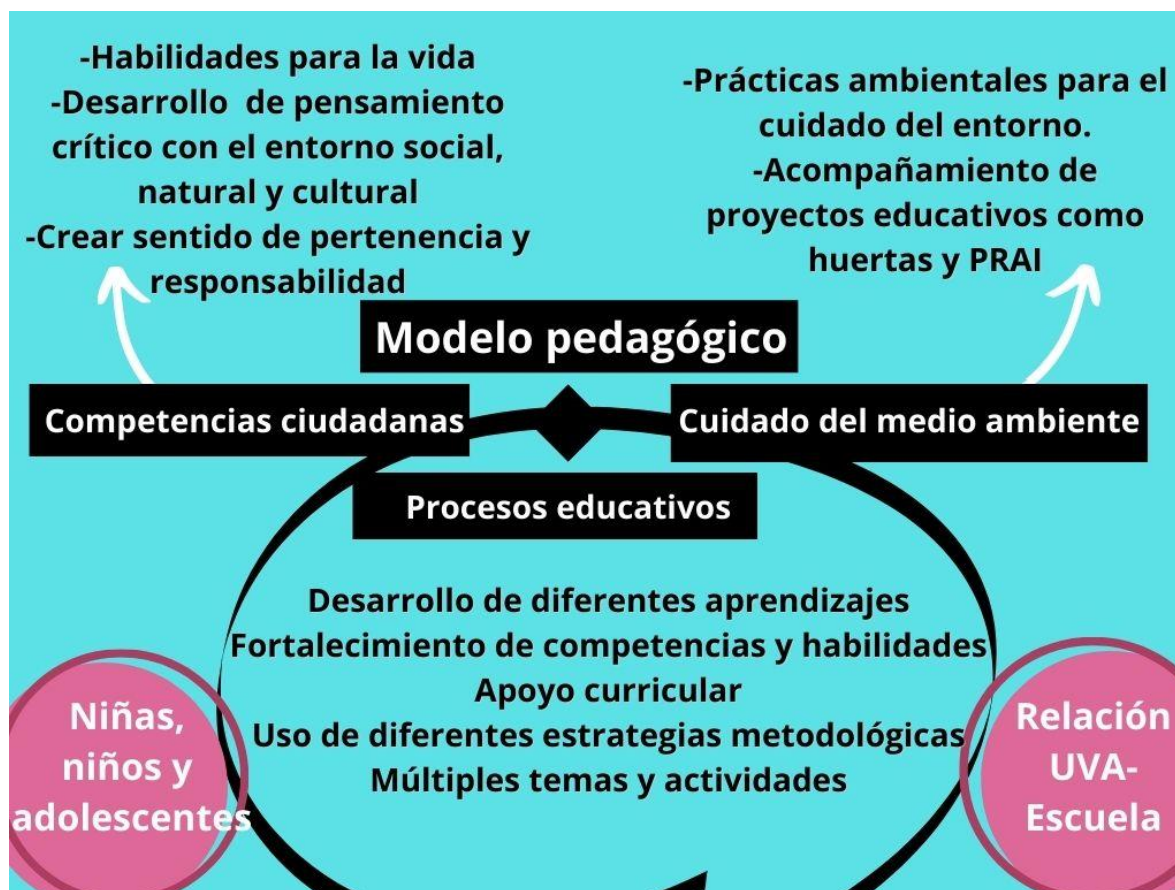 -Habilidades para la vida
-Desarrollo de pensamiento
crítico con el entorno social,
natural y cultural
-Crear sentido de pertenencia y
responsabilidad
-Prácticas ambientales para el
cuidado del entorno.
-Acompañamiento de
proyectos educativos como
huertas y PRAI
Modelo pedagógico
Competencias ciudadanas
Cuidado del medio ambiente
Procesos educativos
Desarrollo de diferentes aprendizajes
Fortalecimiento de competencias y habilidades
Apoyo curricular
Uso de diferentes estrategias metodológicas
Múltiples temas y actividades
Niñas,
niños y
adolescentes
Relación
UVA-
Escuela